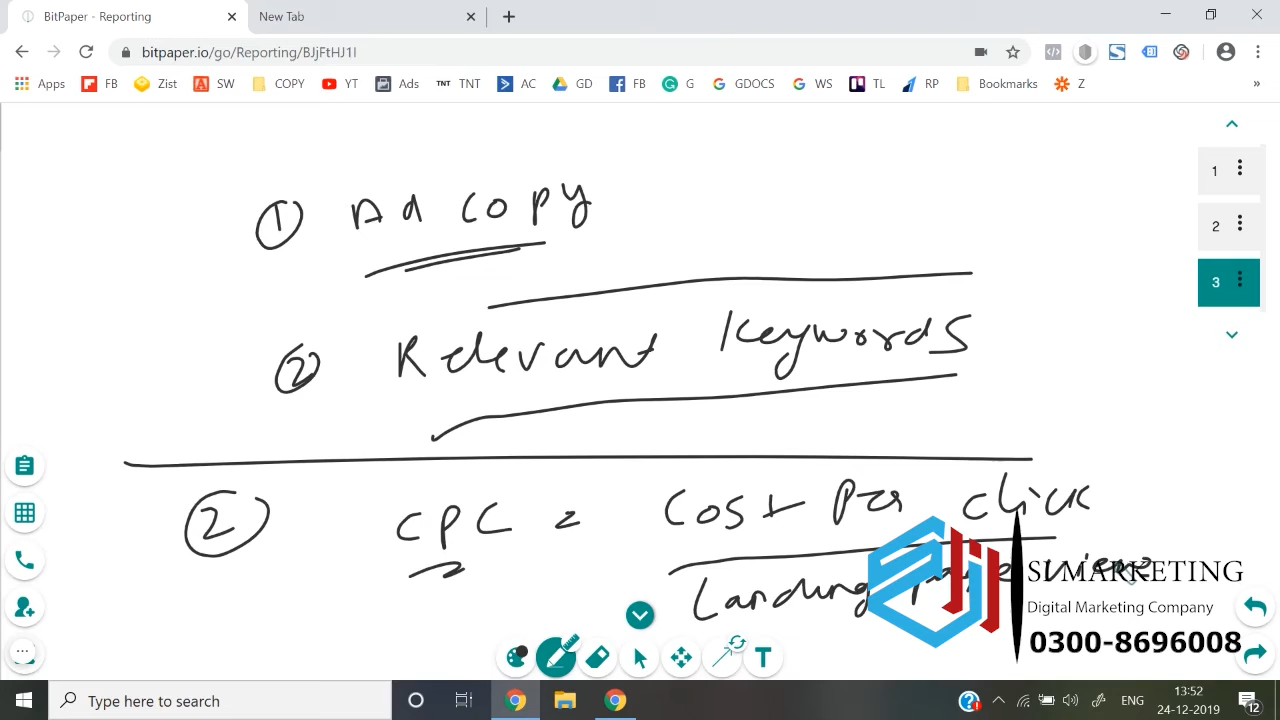 BitPaper - Reporting
New Tab
bitpaper.io/go/Reporting/BJjFtHJ1I
Apps FB Zist SW COPY YT Ads TNT TNT AC GD FB G GDOCS WS TL RP Bookmarks Z »
1
2
3
① Ad copy
② Relevant keywords
② CPC = Cost Per click
Landing page views
SI MARKETING
Digital Marketing Company
0300-8696008
T
Type here to search
ENG
13:52
24-12-2019
12